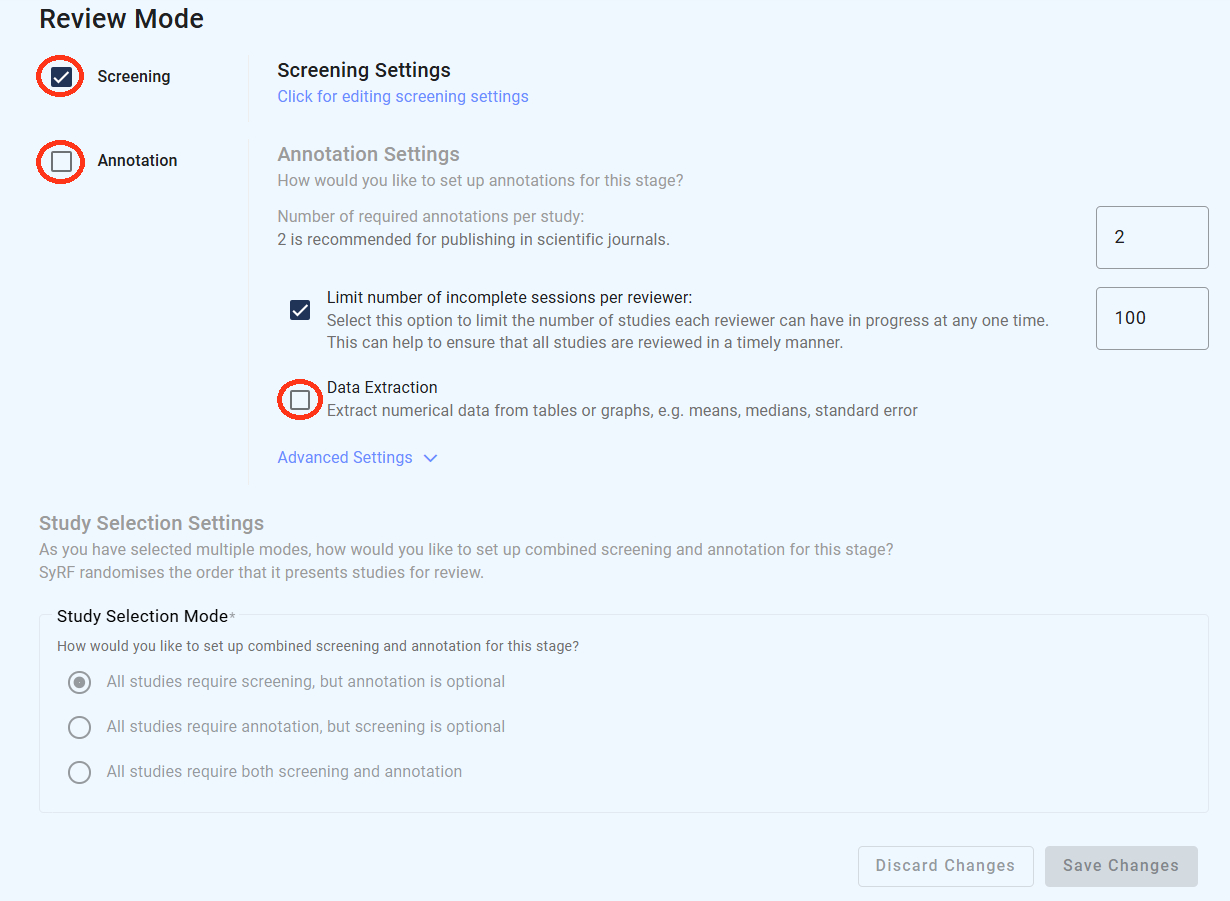 Review Mode
Screening
Screening Settings
Click for editing screening settings
Annotation
Annotation Settings
How would you like to set up annotations for this stage?
Number of required annotations per study:
2 is recommended for publishing in scientific journals.
2
Limit number of incomplete sessions per reviewer:
Select this option to limit the number of studies each reviewer can have in progress at any one time.
This can help to ensure that all studies are reviewed in a timely manner.
100
Data Extraction
Extract numerical data from tables or graphs, e.g. means, medians, standard error
Advanced Settings
Study Selection Settings
As you have selected multiple modes, how would you like to set up combined screening and annotation for this stage?
SyRF randomises the order that it presents studies for review.
Study Selection Mode*
How would you like to set up combined screening and annotation for this stage?
All studies require screening, but annotation is optional
All studies require annotation, but screening is optional
All studies require both screening and annotation
Discard Changes
Save Changes